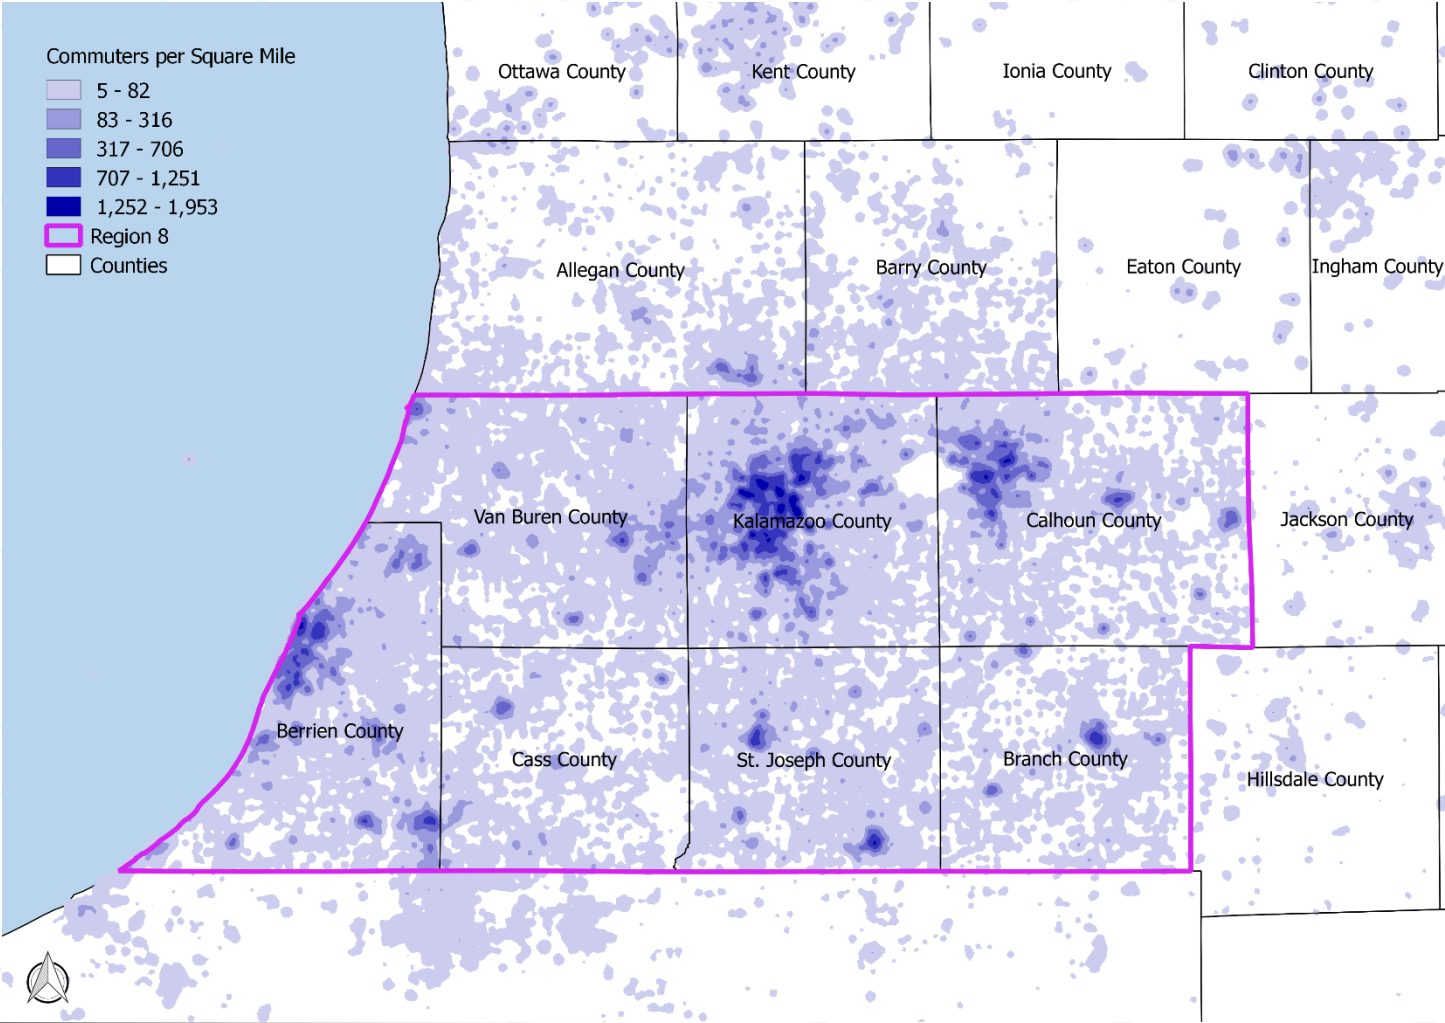 Commuters per Square Mile
5 - 82
83 - 316
317 - 706
707 - 1,251
1,252 - 1,953
Region 8
Counties
Ottawa County
Kent County
Ionia County
Clinton County
Allegan County
Barry County
Eaton County
Ingham County
Van Buren County
Kalamazoo County
Calhoun County
Jackson County
Berrien County
Cass County
St. Joseph County
Branch County
Hillsdale County